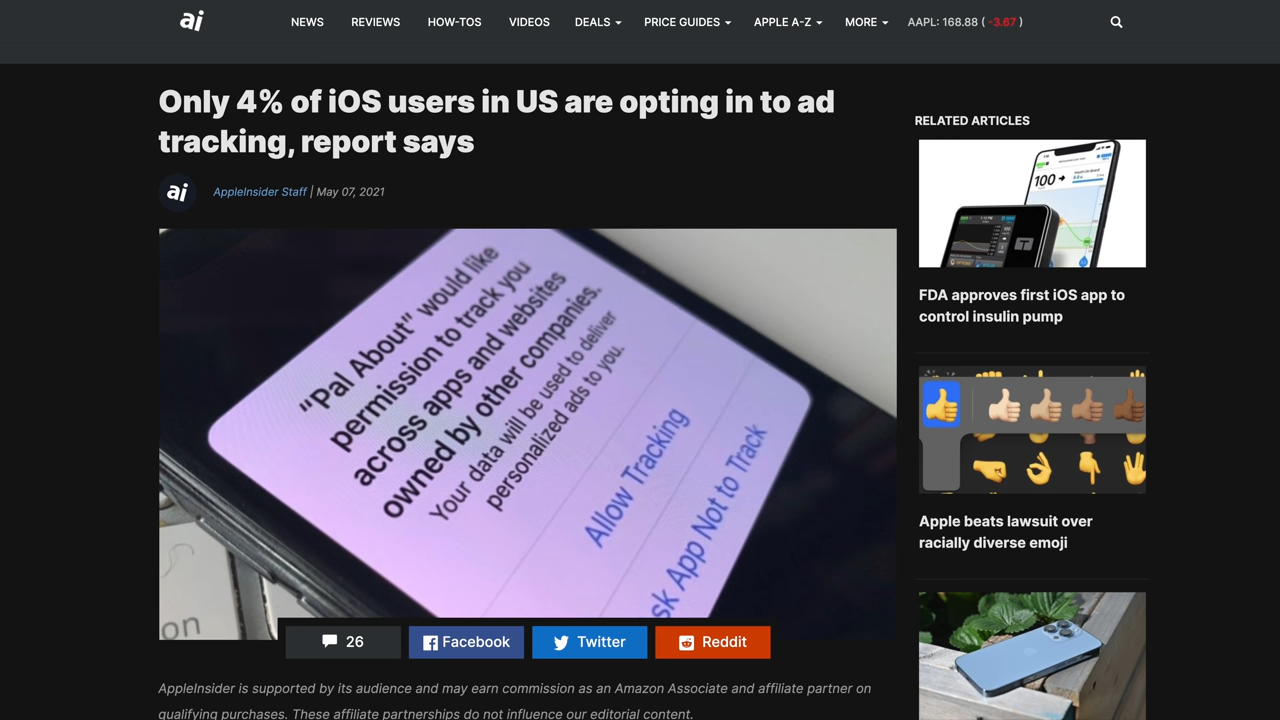 ai
NEWS REVIEWS HOW-TOS VIDEOS DEALS PRICE GUIDES APPLE A-Z MORE AAPL: 168.88 ( -3.67 )
Only 4% of iOS users in US are opting in to ad
tracking, report says
ai
AppleInsider Staff | May 07, 2021
"Pal About" would like
permission to track you
across apps and websites
owned by other companies.
Your data will be used to deliver
personalized ads to you.
Allow Tracking
sk App Not to Track
on
26 Facebook Twitter Reddit
AppleInsider is supported by its audience and may earn commission as an Amazon Associate and affiliate partner on
qualifying purchases. These affiliate partnerships do not influence our editorial content.
RELATED ARTICLES
100
FDA approves first iOS app to
control insulin pump
Apple beats lawsuit over
racially diverse emoji